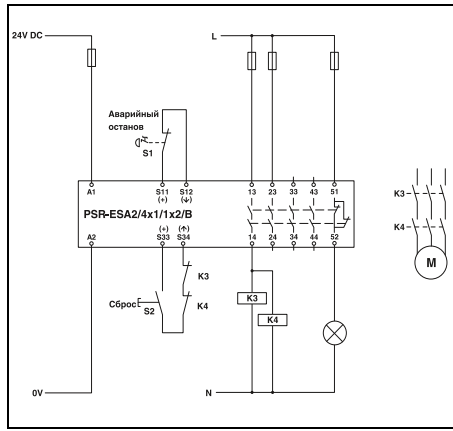 24V DC
L
Аварийный
останов
S1
A1
S11
(+)
S12
(↓)
13
23
33
43
51
PSR-ESA2/4x1/1x2/B
A2
(+)
S33
(↑)
S34
14
24
34
44
52
K3
K4
M
Сброс
S2
K3
K4
K3
K4
0V
N